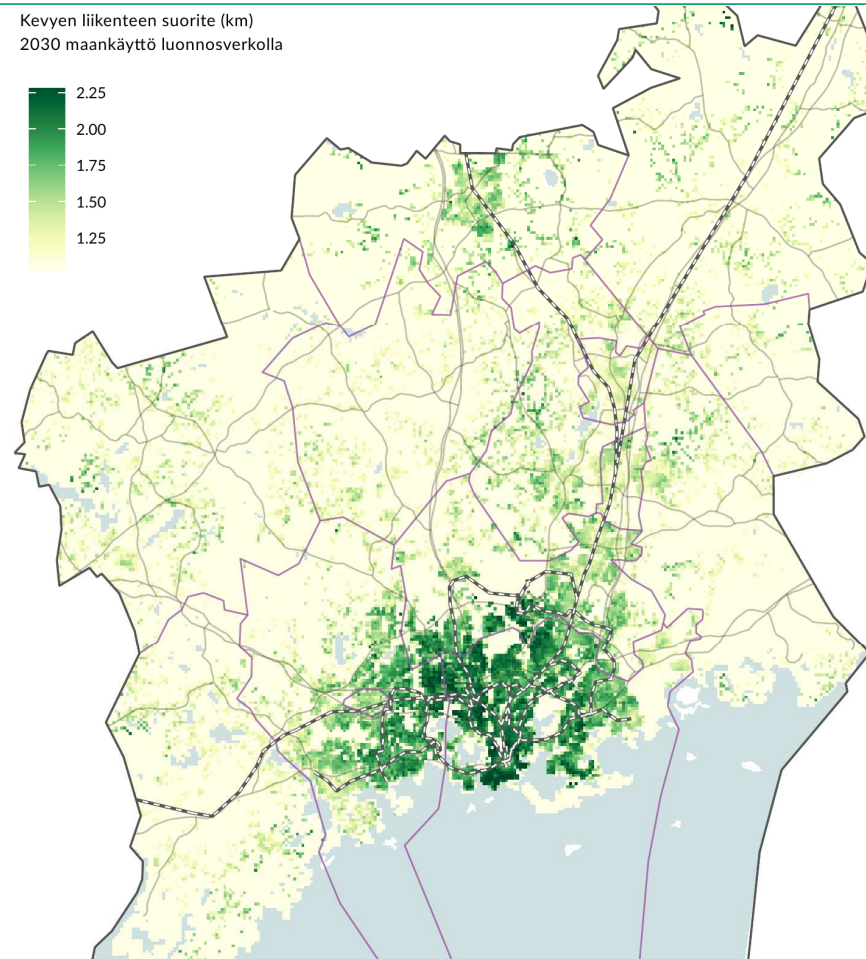 Kevyen liikenteen suorite (km)
2030 maankäyttö luonnosverkolla
2.25
2.00
1.75
1.50
1.25